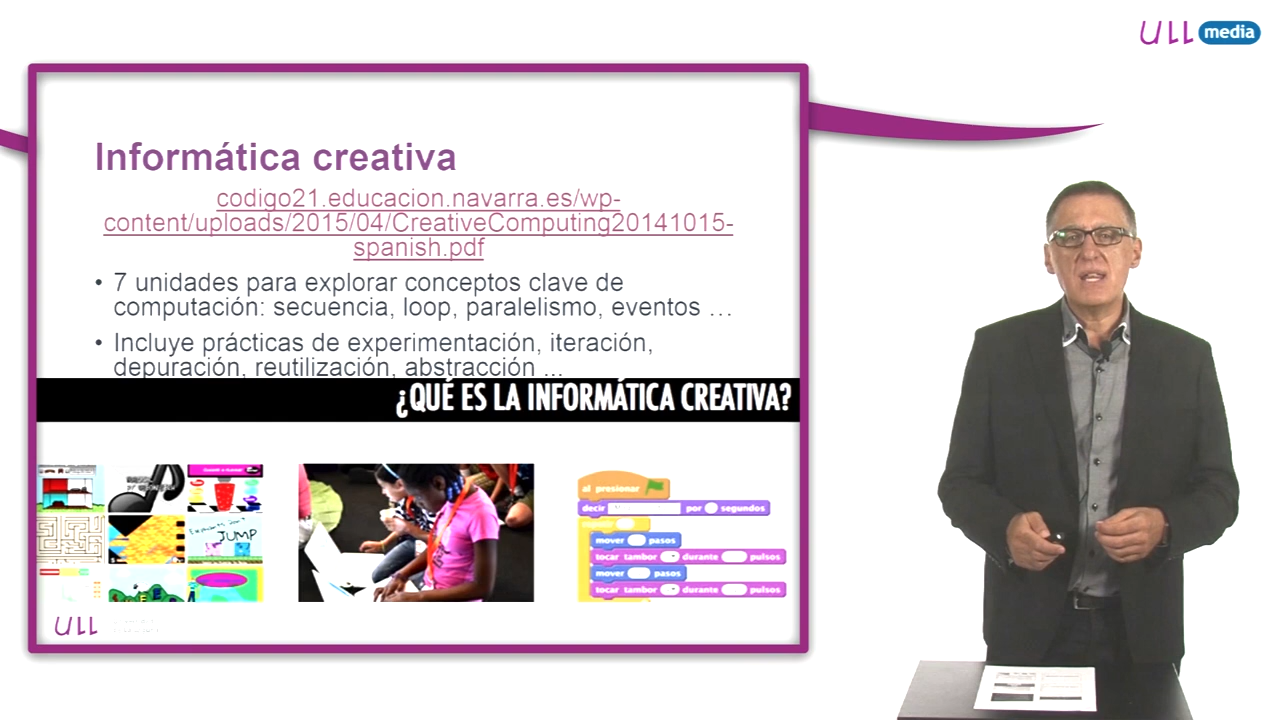 ULL media
Informática creativa
codigo21.educacion.navarra.es/wp-
content/uploads/2015/04/CreativeComputing20141015-
spanish.pdf
• 7 unidades para explorar conceptos clave de
computación: secuencia, loop, paralelismo, eventos …
• Incluye prácticas de experimentación, iteración,
depuración, reutilización, abstracción ...
¿QUÉ ES LA INFORMÁTICA CREATIVA?
JUMP
al presionar
decir por segundos
mover pasos
tocar tambor durante pulsos
mover pasos
tocar tambor durante pulsos
ULL